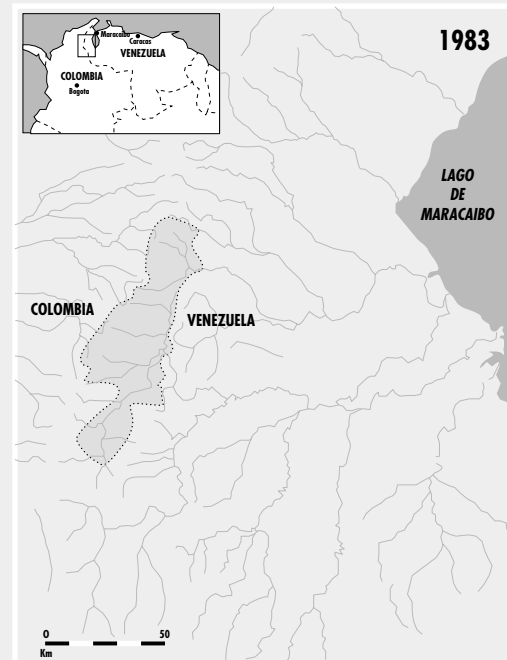 1983
Maracaibo
Caracas
VENEZUELA
COLOMBIA
Bogota
LAGO
DE
MARACAIBO
COLOMBIA
VENEZUELA
0 50
Km